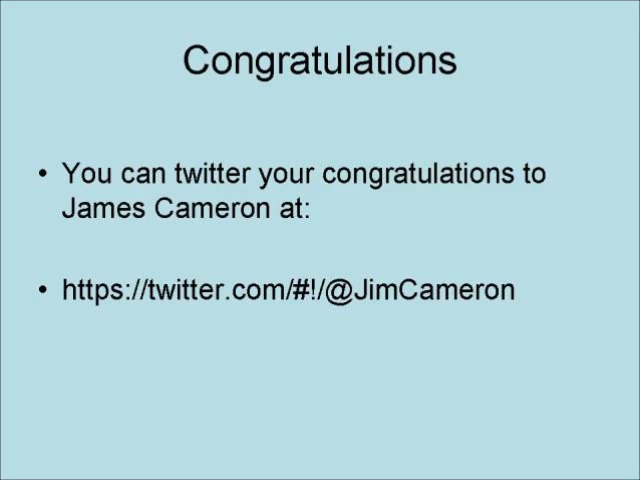 Congratulations
• You can twitter your congratulations to
James Cameron at:
• https://twitter.com/#!/@JimCameron